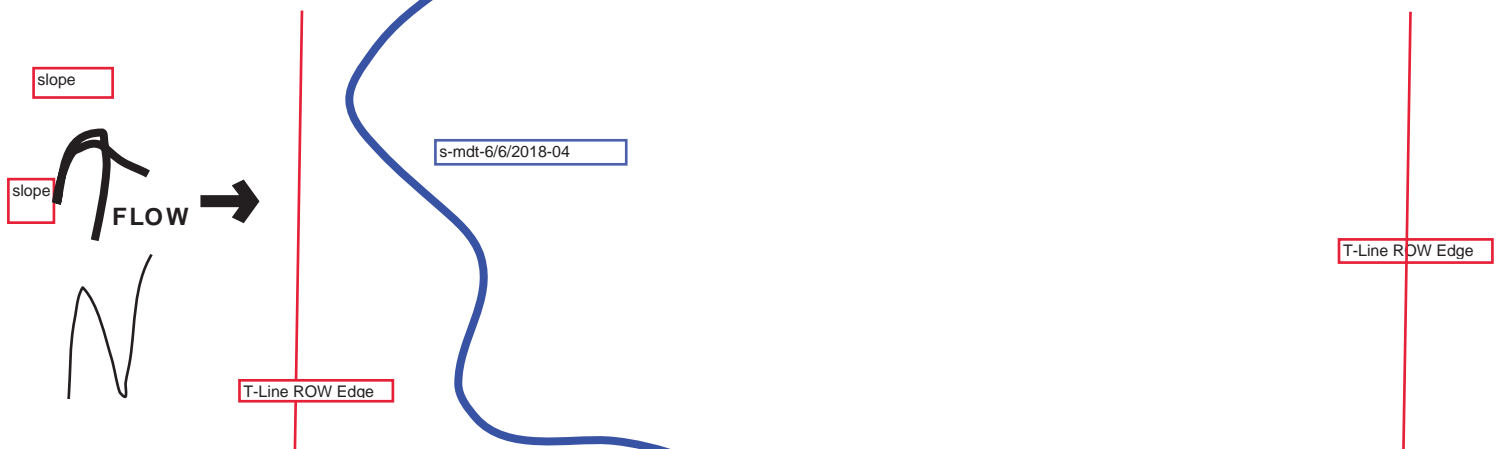 slope
s-mdt-6/6/2018-04
slope
FLOW
T-Line ROW Edge
N
T-Line ROW Edge